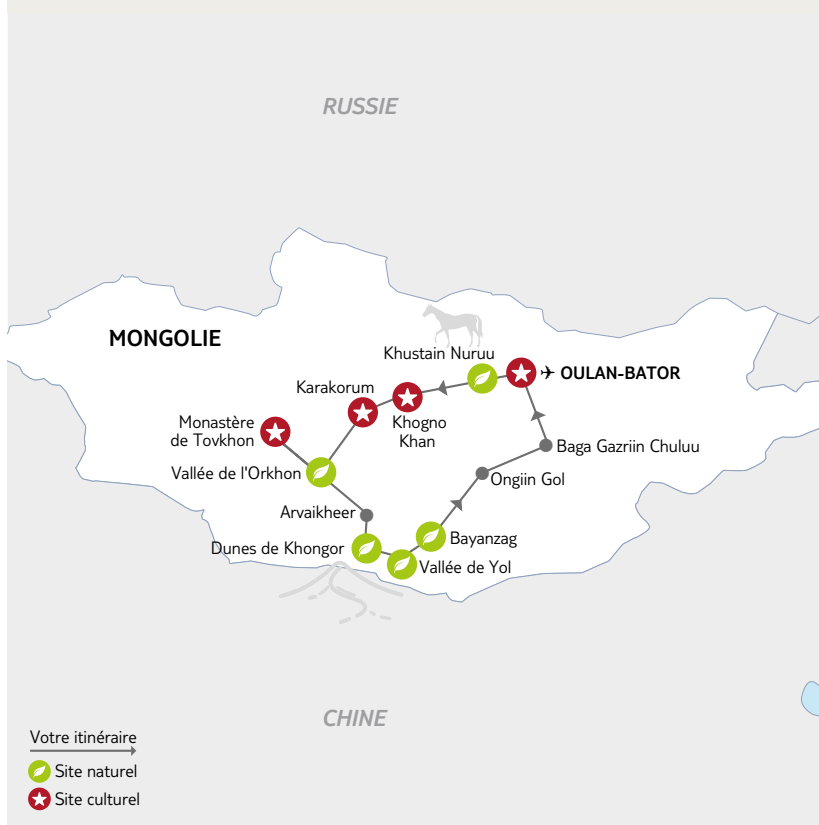 RUSSIE
MONGOLIE
Khustain Nuruu
OULAN-BATOR
Karakorum
Khogno
Khan
Monastère
de Tovkhon
Baga Gazriin Chuluu
Vallée de l'Orkhon
Ongiin Gol
Arvaikheer
Bayanzag
Dunes de Khongor
Vallée de Yol
CHINE
Votre itinéraire
Site naturel
Site culturel